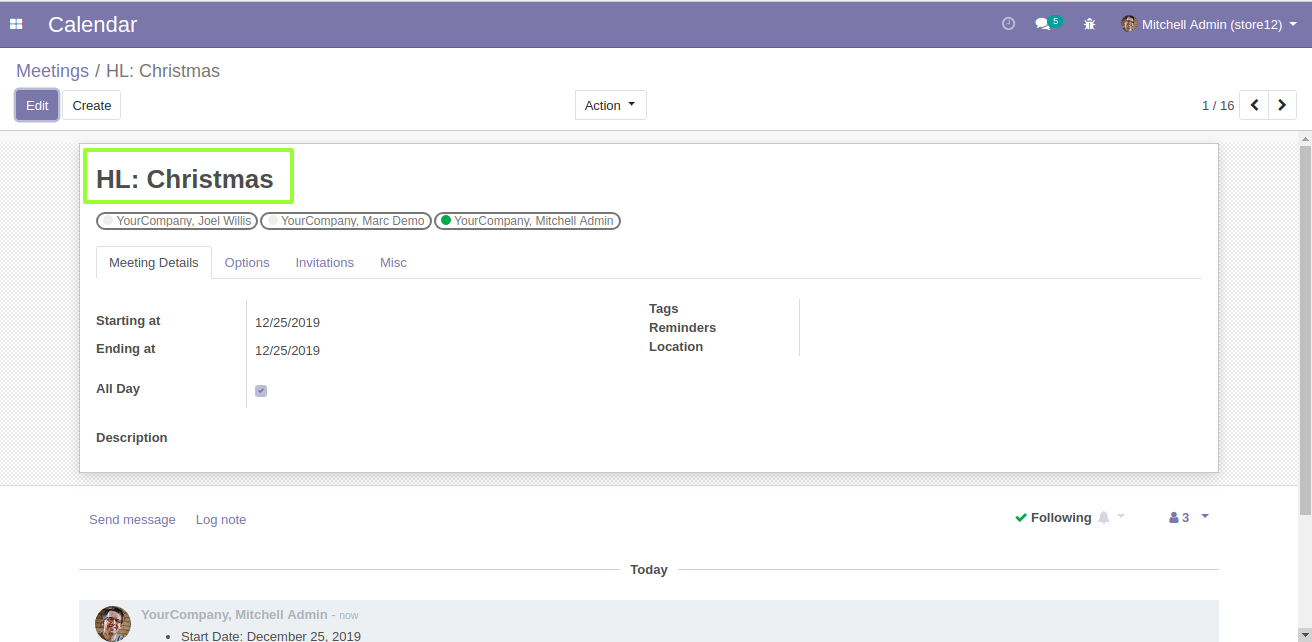 Calendar
5
Mitchell Admin (store12)
Meetings / HL: Christmas
Edit
Create
Action
1 / 16
HL: Christmas
YourCompany, Joel Willis
YourCompany, Marc Demo
YourCompany, Mitchell Admin
Meeting Details
Options
Invitations
Misc
Starting at
12/25/2019
Ending at
12/25/2019
All Day
Tags
Reminders
Location
Description
Send message
Log note
Following
3
Today
YourCompany, Mitchell Admin - now
• Start Date: December 25, 2019